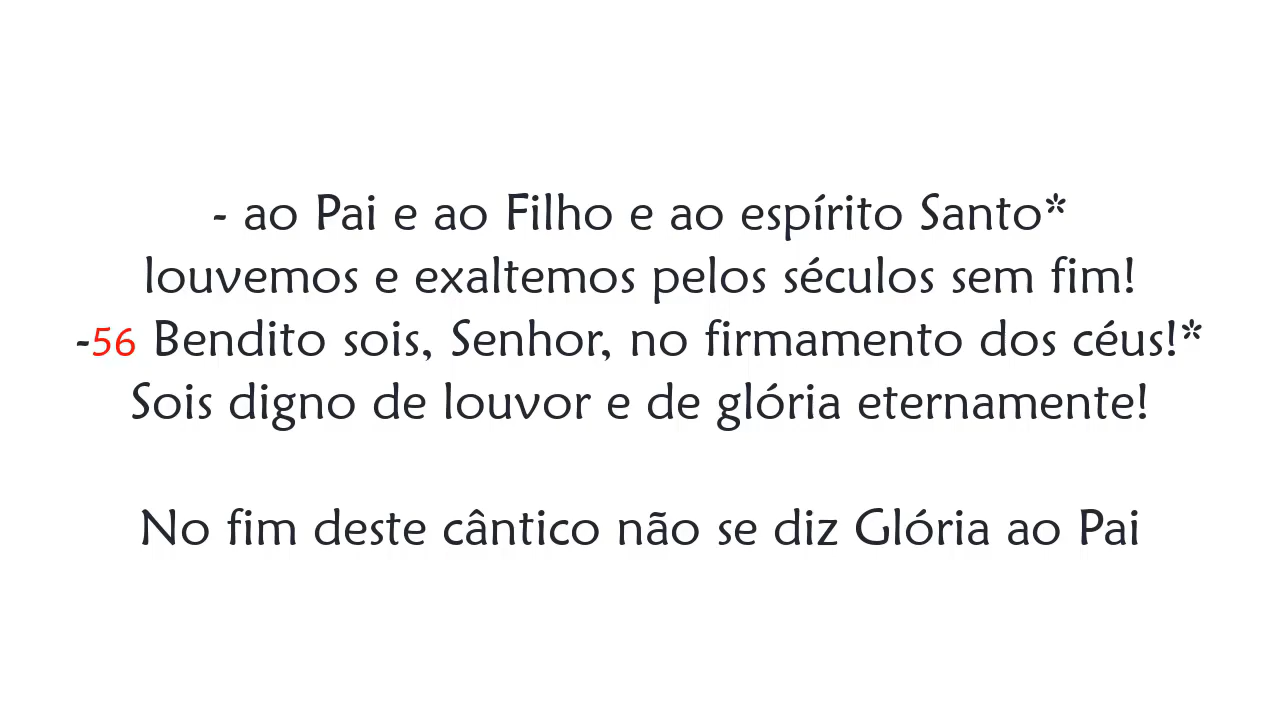 - ao Pai e ao Filho e ao espírito Santo*
louvemos e exaltemos pelos séculos sem fim!
-56 Bendito sois, Senhor, no firmamento dos céus!*
Sois digno de louvor e de glória eternamente!
No fim deste cântico não se diz Glória ao Pai